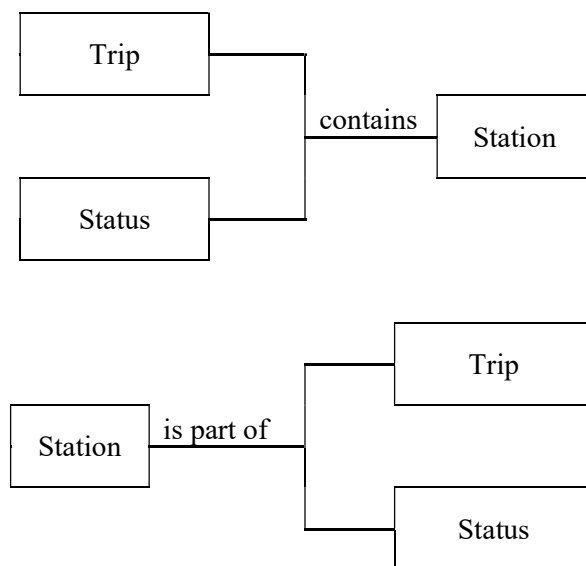 Trip
contains
Station
Status
Trip
is part of
Station
Status